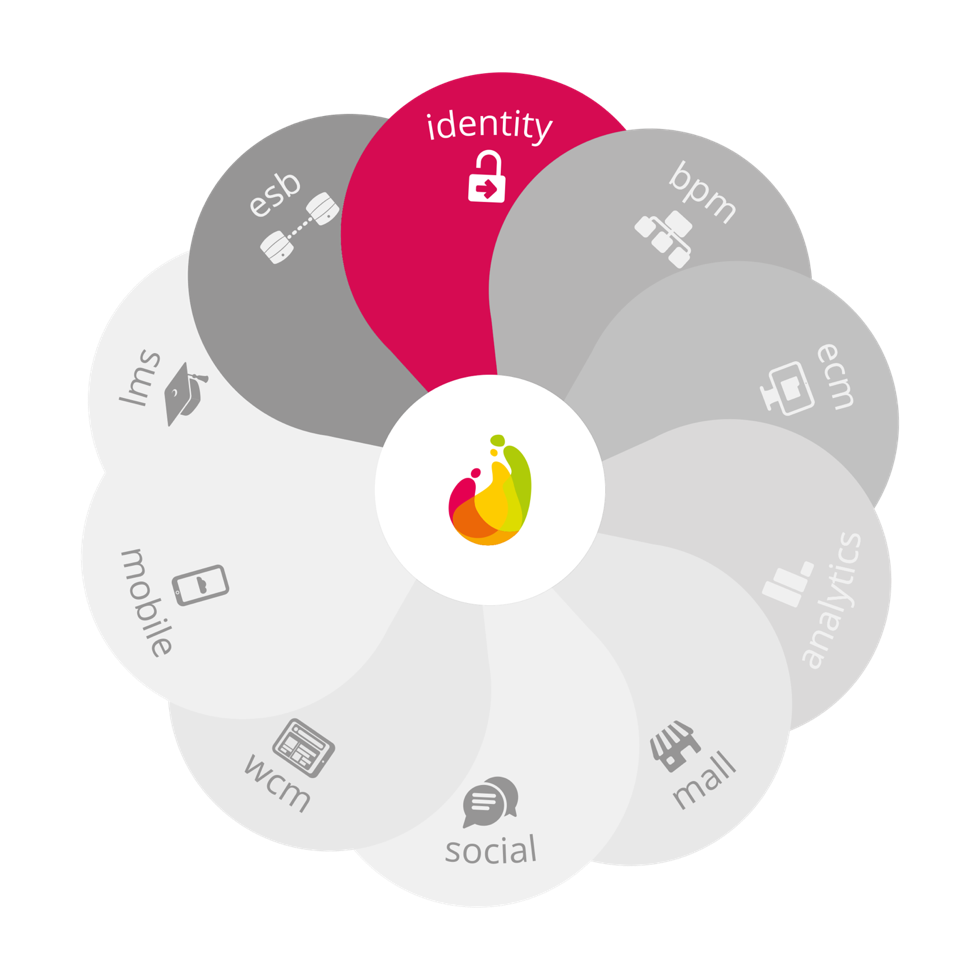 identity
bpm
ecm
analytics
mall
social
wcm
mobile
lms
esb